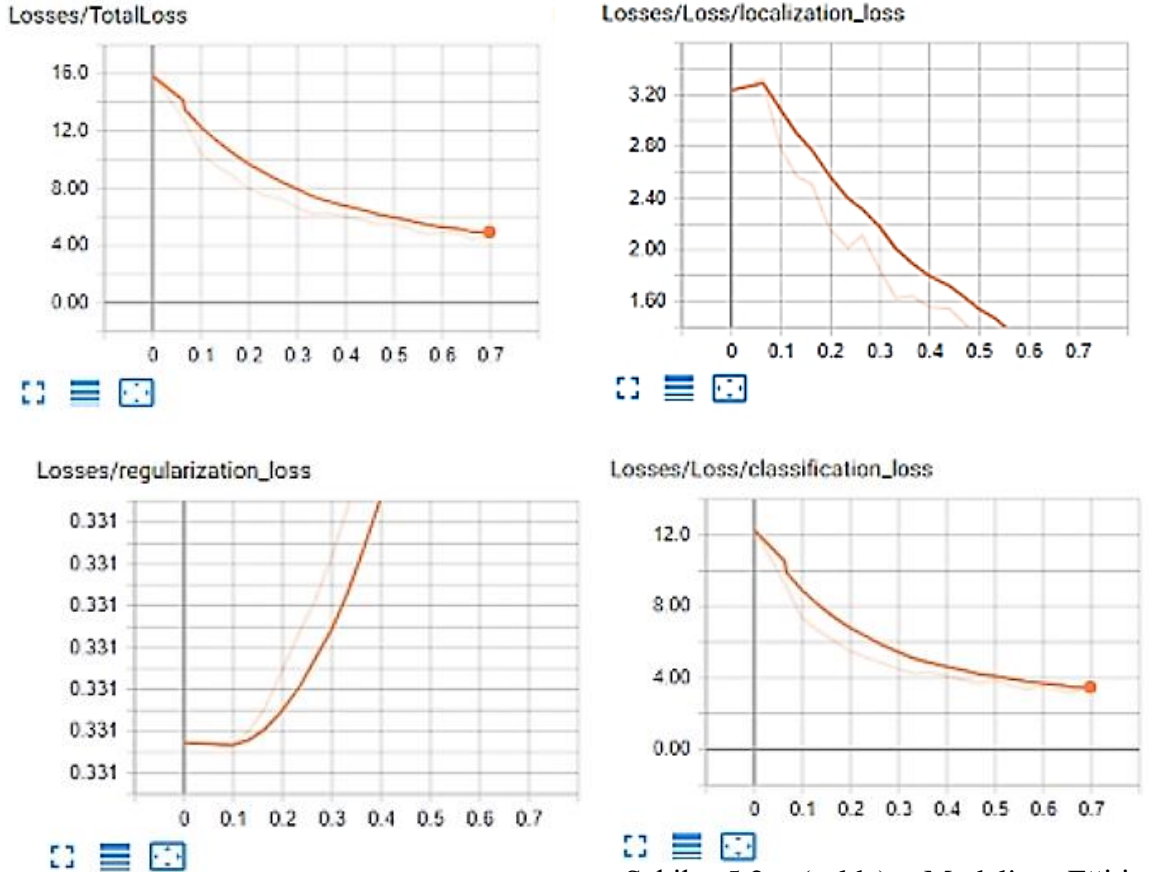 Losses/TotalLoss
16.0
12.0
8.00
4.00
0.00
0 0.1 0.2 0.3 0.4 0.5 0.6 0.7
Losses/Loss/localization_loss
3.20
2.80
2.40
2.00
1.60
0 0.1 0.2 0.3 0.4 0.5 0.6 0.7
Losses/regularization_loss
0.331
0.331
0.331
0.331
0.331
0.331
0.331
0 0.1 0.2 0.3 0.4 0.5 0.6 0.7
Losses/Loss/classification_loss
12.0
8.00
4.00
0.00
0 0.1 0.2 0.3 0.4 0.5 0.6 0.7